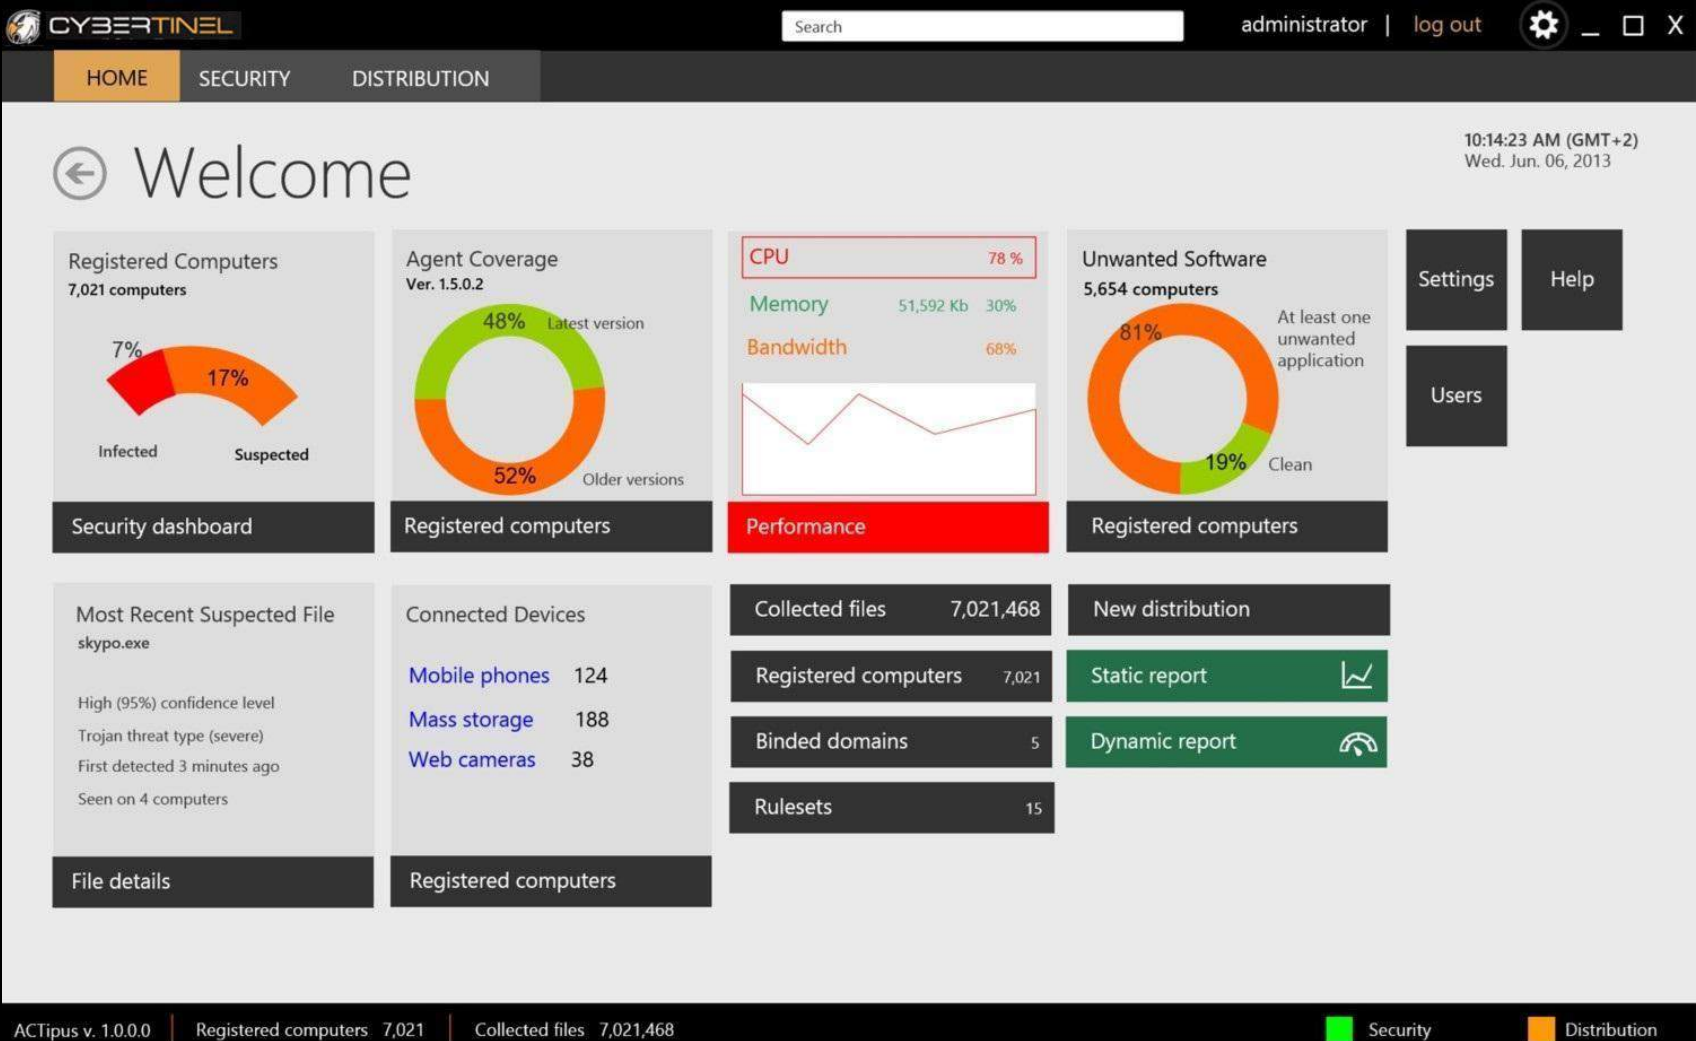 CYBERTINEL
Search
administrator | log out
X
HOME
SECURITY
DISTRIBUTION
Welcome
10:14:23 AM (GMT+2)
Wed. Jun. 06, 2013
Registered Computers
7,021 computers
7%
17%
Infected
Suspected
Security dashboard
Agent Coverage
Ver. 1.5.0.2
48%
Latest version
52%
Older versions
Registered computers
CPU 78 %
Memory 51,592 Kb 30%
Bandwidth 68%
Performance
Unwanted Software
5,654 computers
81%
At least one
unwanted
application
19%
Clean
Registered computers
Settings
Help
Users
Most Recent Suspected File
skypo.exe
High (95%) confidence level
Trojan threat type (severe)
First detected 3 minutes ago
Seen on 4 computers
File details
Connected Devices
Mobile phones 124
Mass storage 188
Web cameras 38
Registered computers
Collected files 7,021,468
Registered computers 7,021
Binded domains 5
Rulesets 15
New distribution
Static report
Dynamic report
ACTipus v. 1.0.0.0 | Registered computers 7,021 | Collected files 7,021,468
Security
Distribution